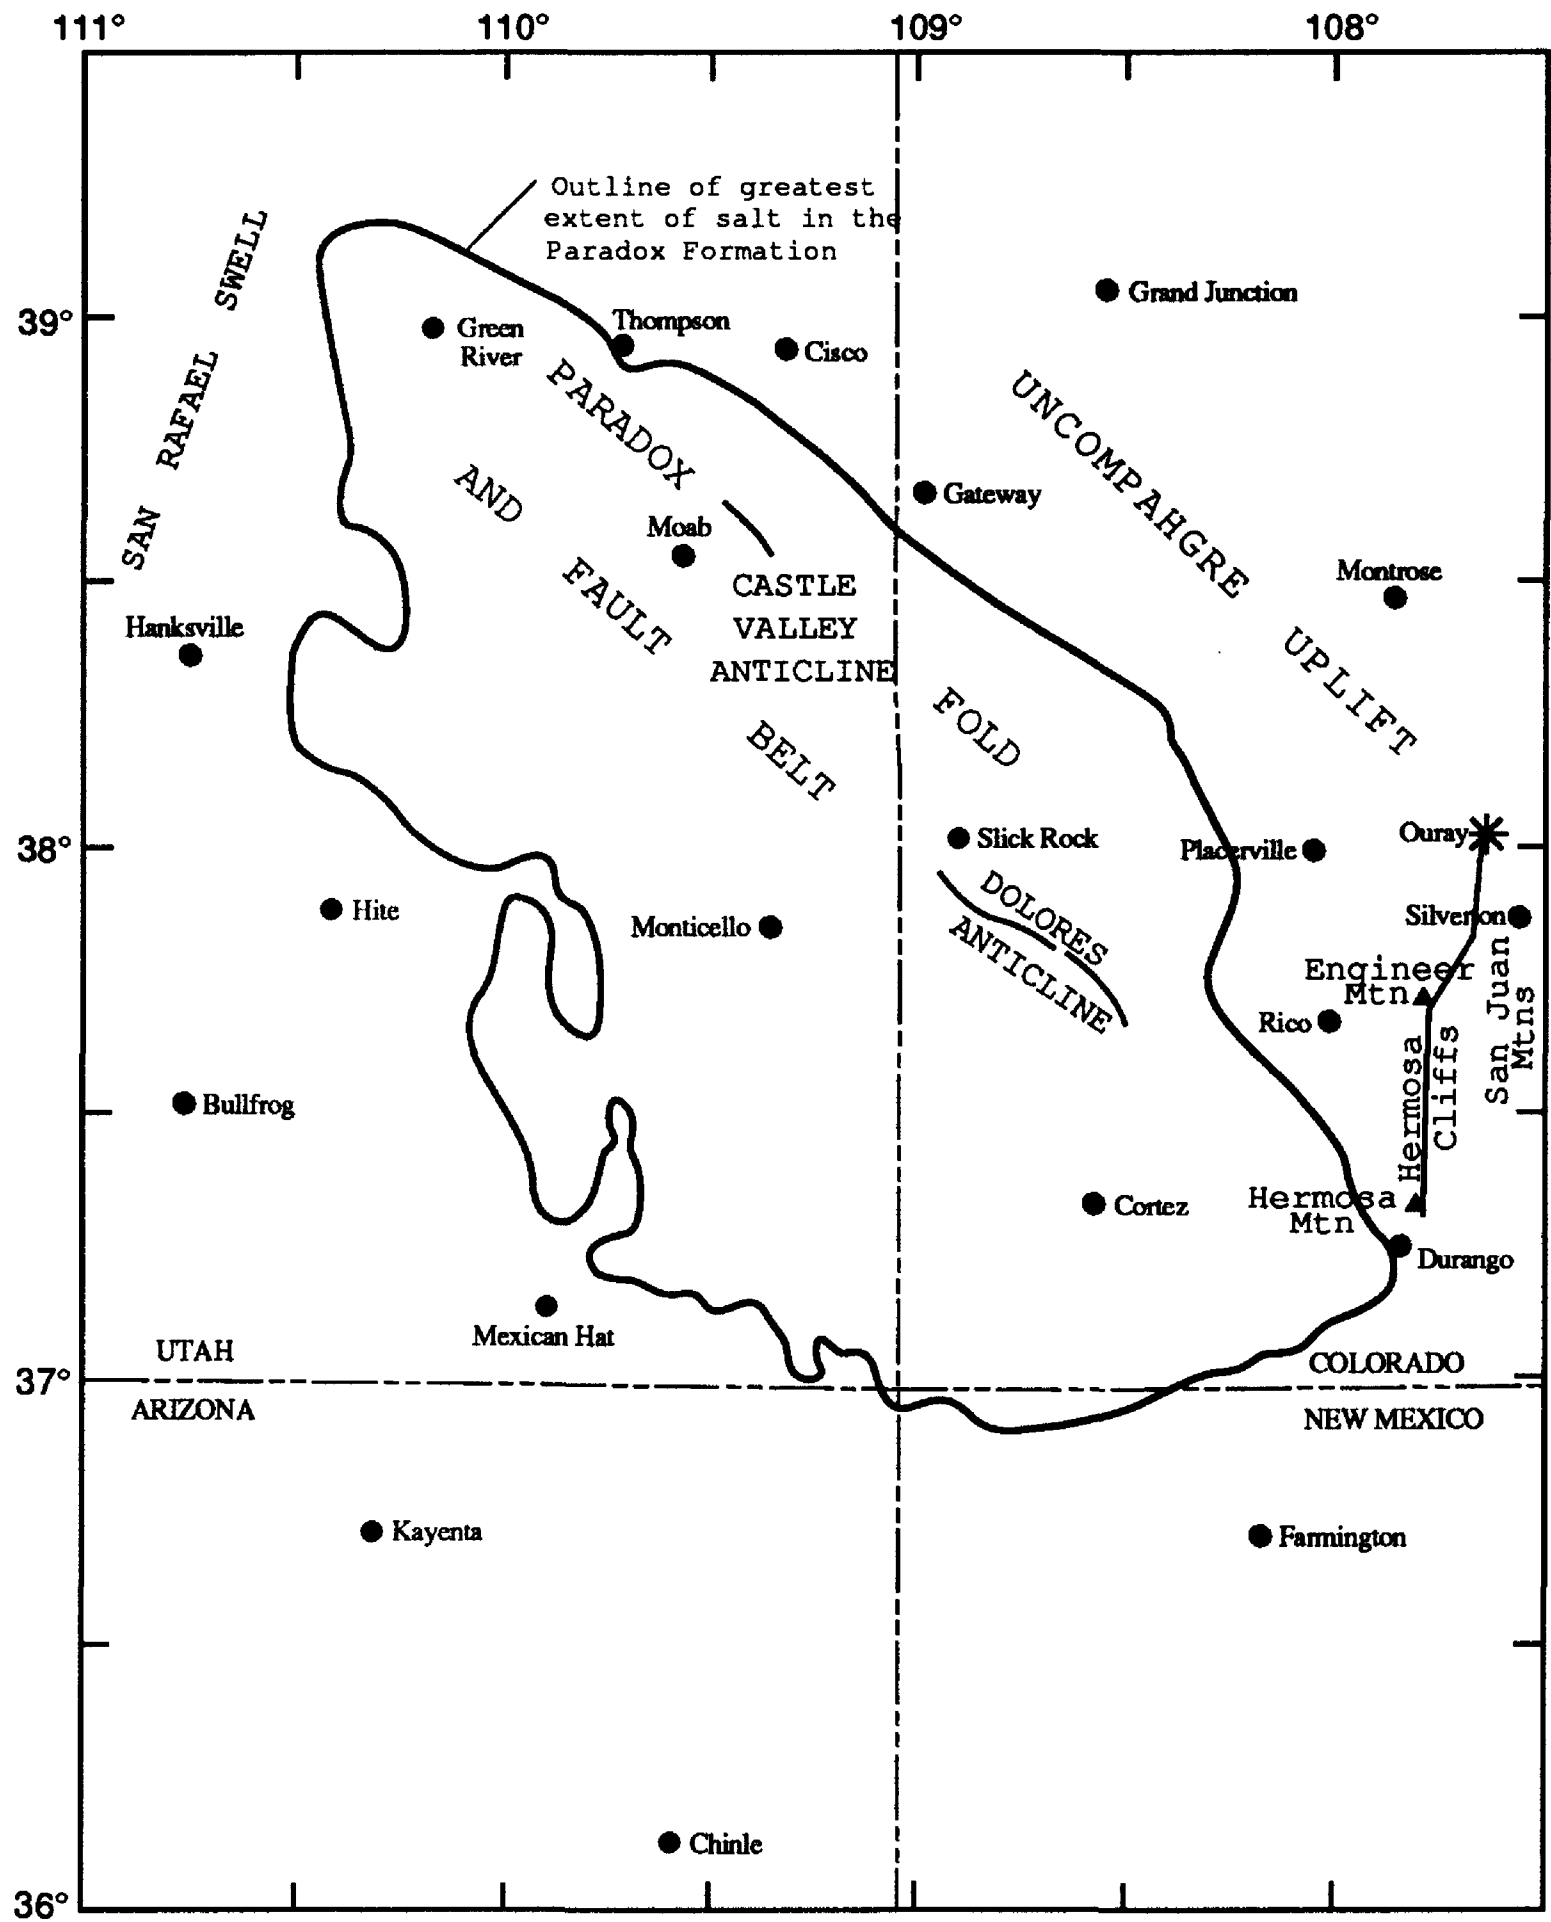 111° 110° 109° 108°
Outline of greatest
extent of salt in the
Paradox Formation
SAN RAFAEL SWELL
Grand Junction
39°
Green
River
Thompson
Cisco
PARADOX
AND
FAULT
BELT
FOLD
UNCOMPAHGRE
UPLIFT
Gateway
Moab
CASTLE
VALLEY
ANTICLINE
Montrose
Hanksville
38°
Slick Rock
Placerville
Ouray
DOLORES
ANTICLINE
Hite
Monticello
Silverton
Engineer
Mtn
San Juan
Mtns
Rico
Hermosa
Cliffs
Bullfrog
Cortez
Hermosa
Mtn
Durango
Mexican Hat
UTAH
COLORADO
37°
ARIZONA
NEW MEXICO
Kayenta
Farmington
Chinle
36°